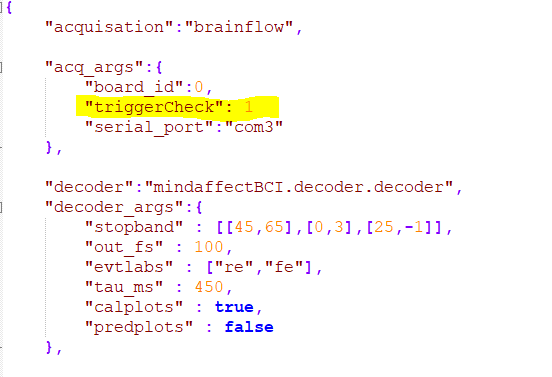 {
"acquisation":"brainflow",
"acq_args":{
"board_id":0,
"triggerCheck": 1
"serial_port":"com3"
},
"decoder":"mindaffectBCI.decoder.decoder",
"decoder_args":{
"stopband" : [[45,65],[0,3],[25,-1]],
"out_fs" : 100,
"evtlabs" : ["re","fe"],
"tau_ms" : 450,
"calplots" : true,
"predplots" : false
},